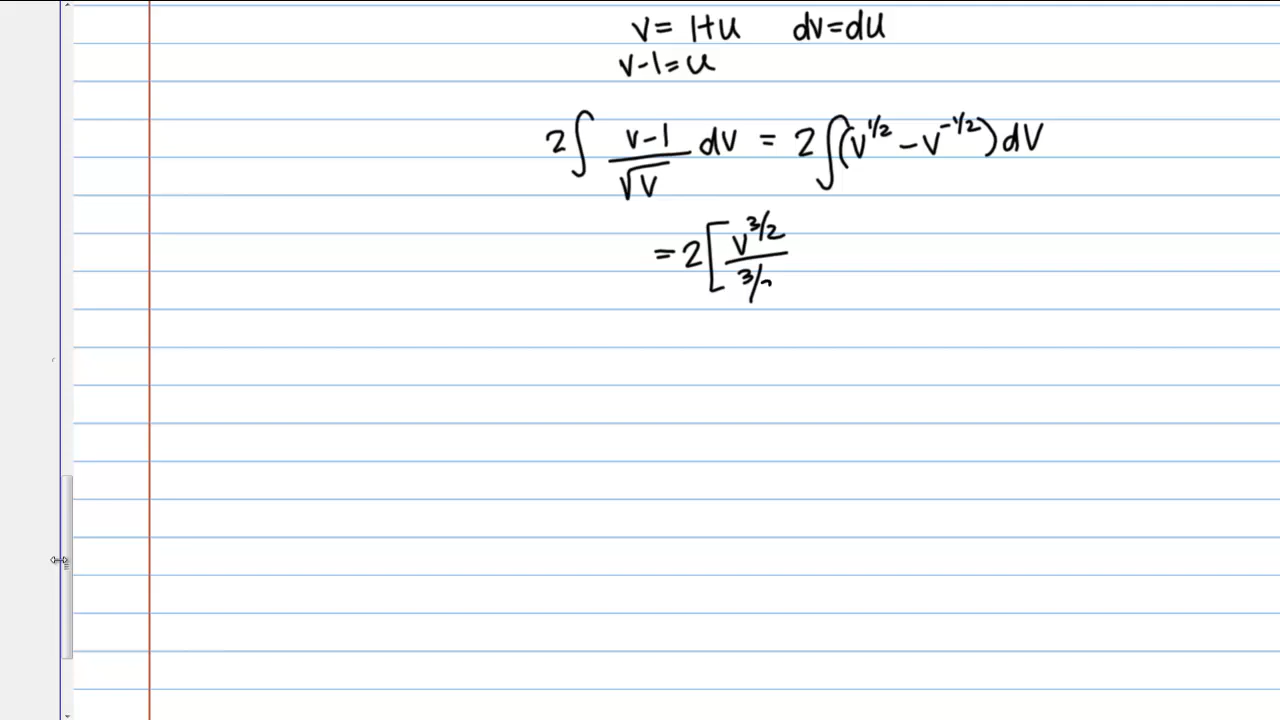 v = 1+u    dv=du
v-1=u
2∫ (v-1)/√v dv = 2∫(v^{1/2} - v^{-1/2}) dv
= 2[ v^{3/2} / (3/2)